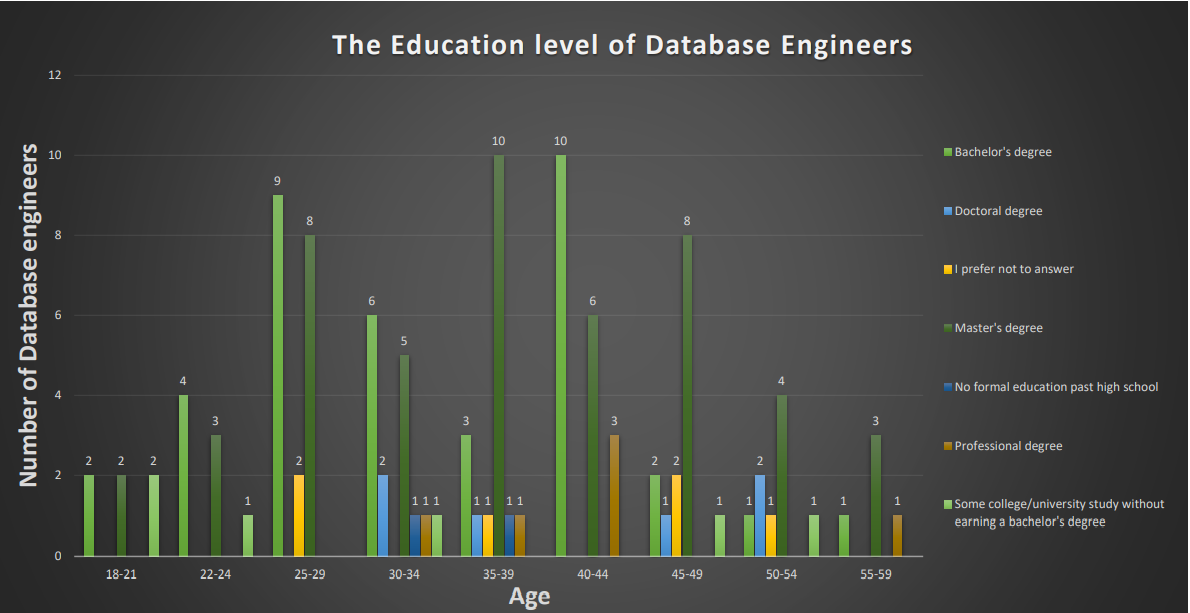 The Education level of Database Engineers
Number of Database engineers
12
10
8
6
4
2
0
2 2 2
4 3 1
9 2 8
6 2 5 1 1 1
3 1 1 10 1 1
10 6 3
2 1 2 8 1
1 2 1 4 1
1 3 1
18-21 22-24 25-29 30-34 35-39 40-44 45-49 50-54 55-59
Age
Bachelor's degree
Doctoral degree
I prefer not to answer
Master's degree
No formal education past high school
Professional degree
Some college/university study without
earning a bachelor's degree